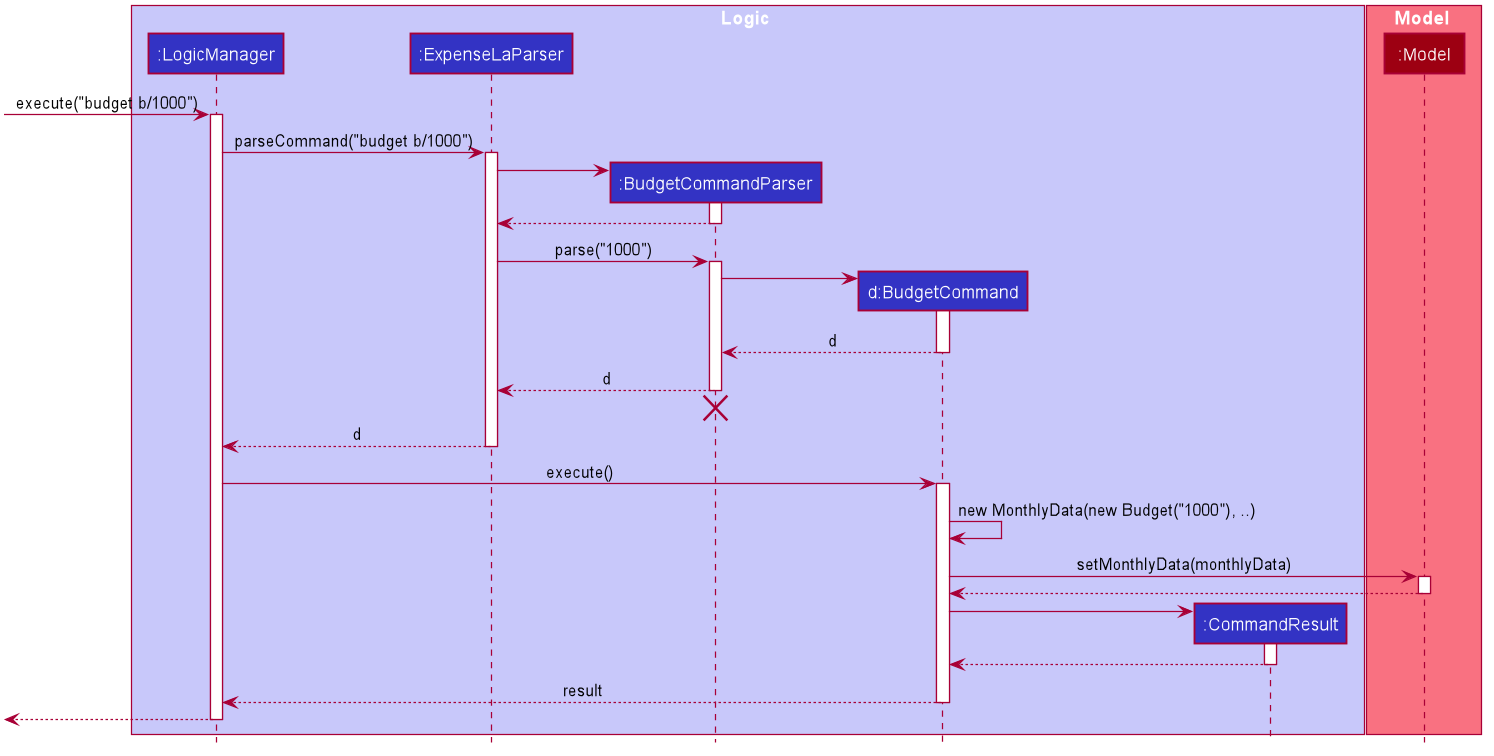 Logic
Model
:LogicManager
:ExpenseLaParser
:Model
execute("budget b/1000")
parseCommand("budget b/1000")
:BudgetCommandParser
parse("1000")
d:BudgetCommand
d
d
d
execute()
new MonthlyData(new Budget("1000"), ..)
setMonthlyData(monthlyData)
:CommandResult
result